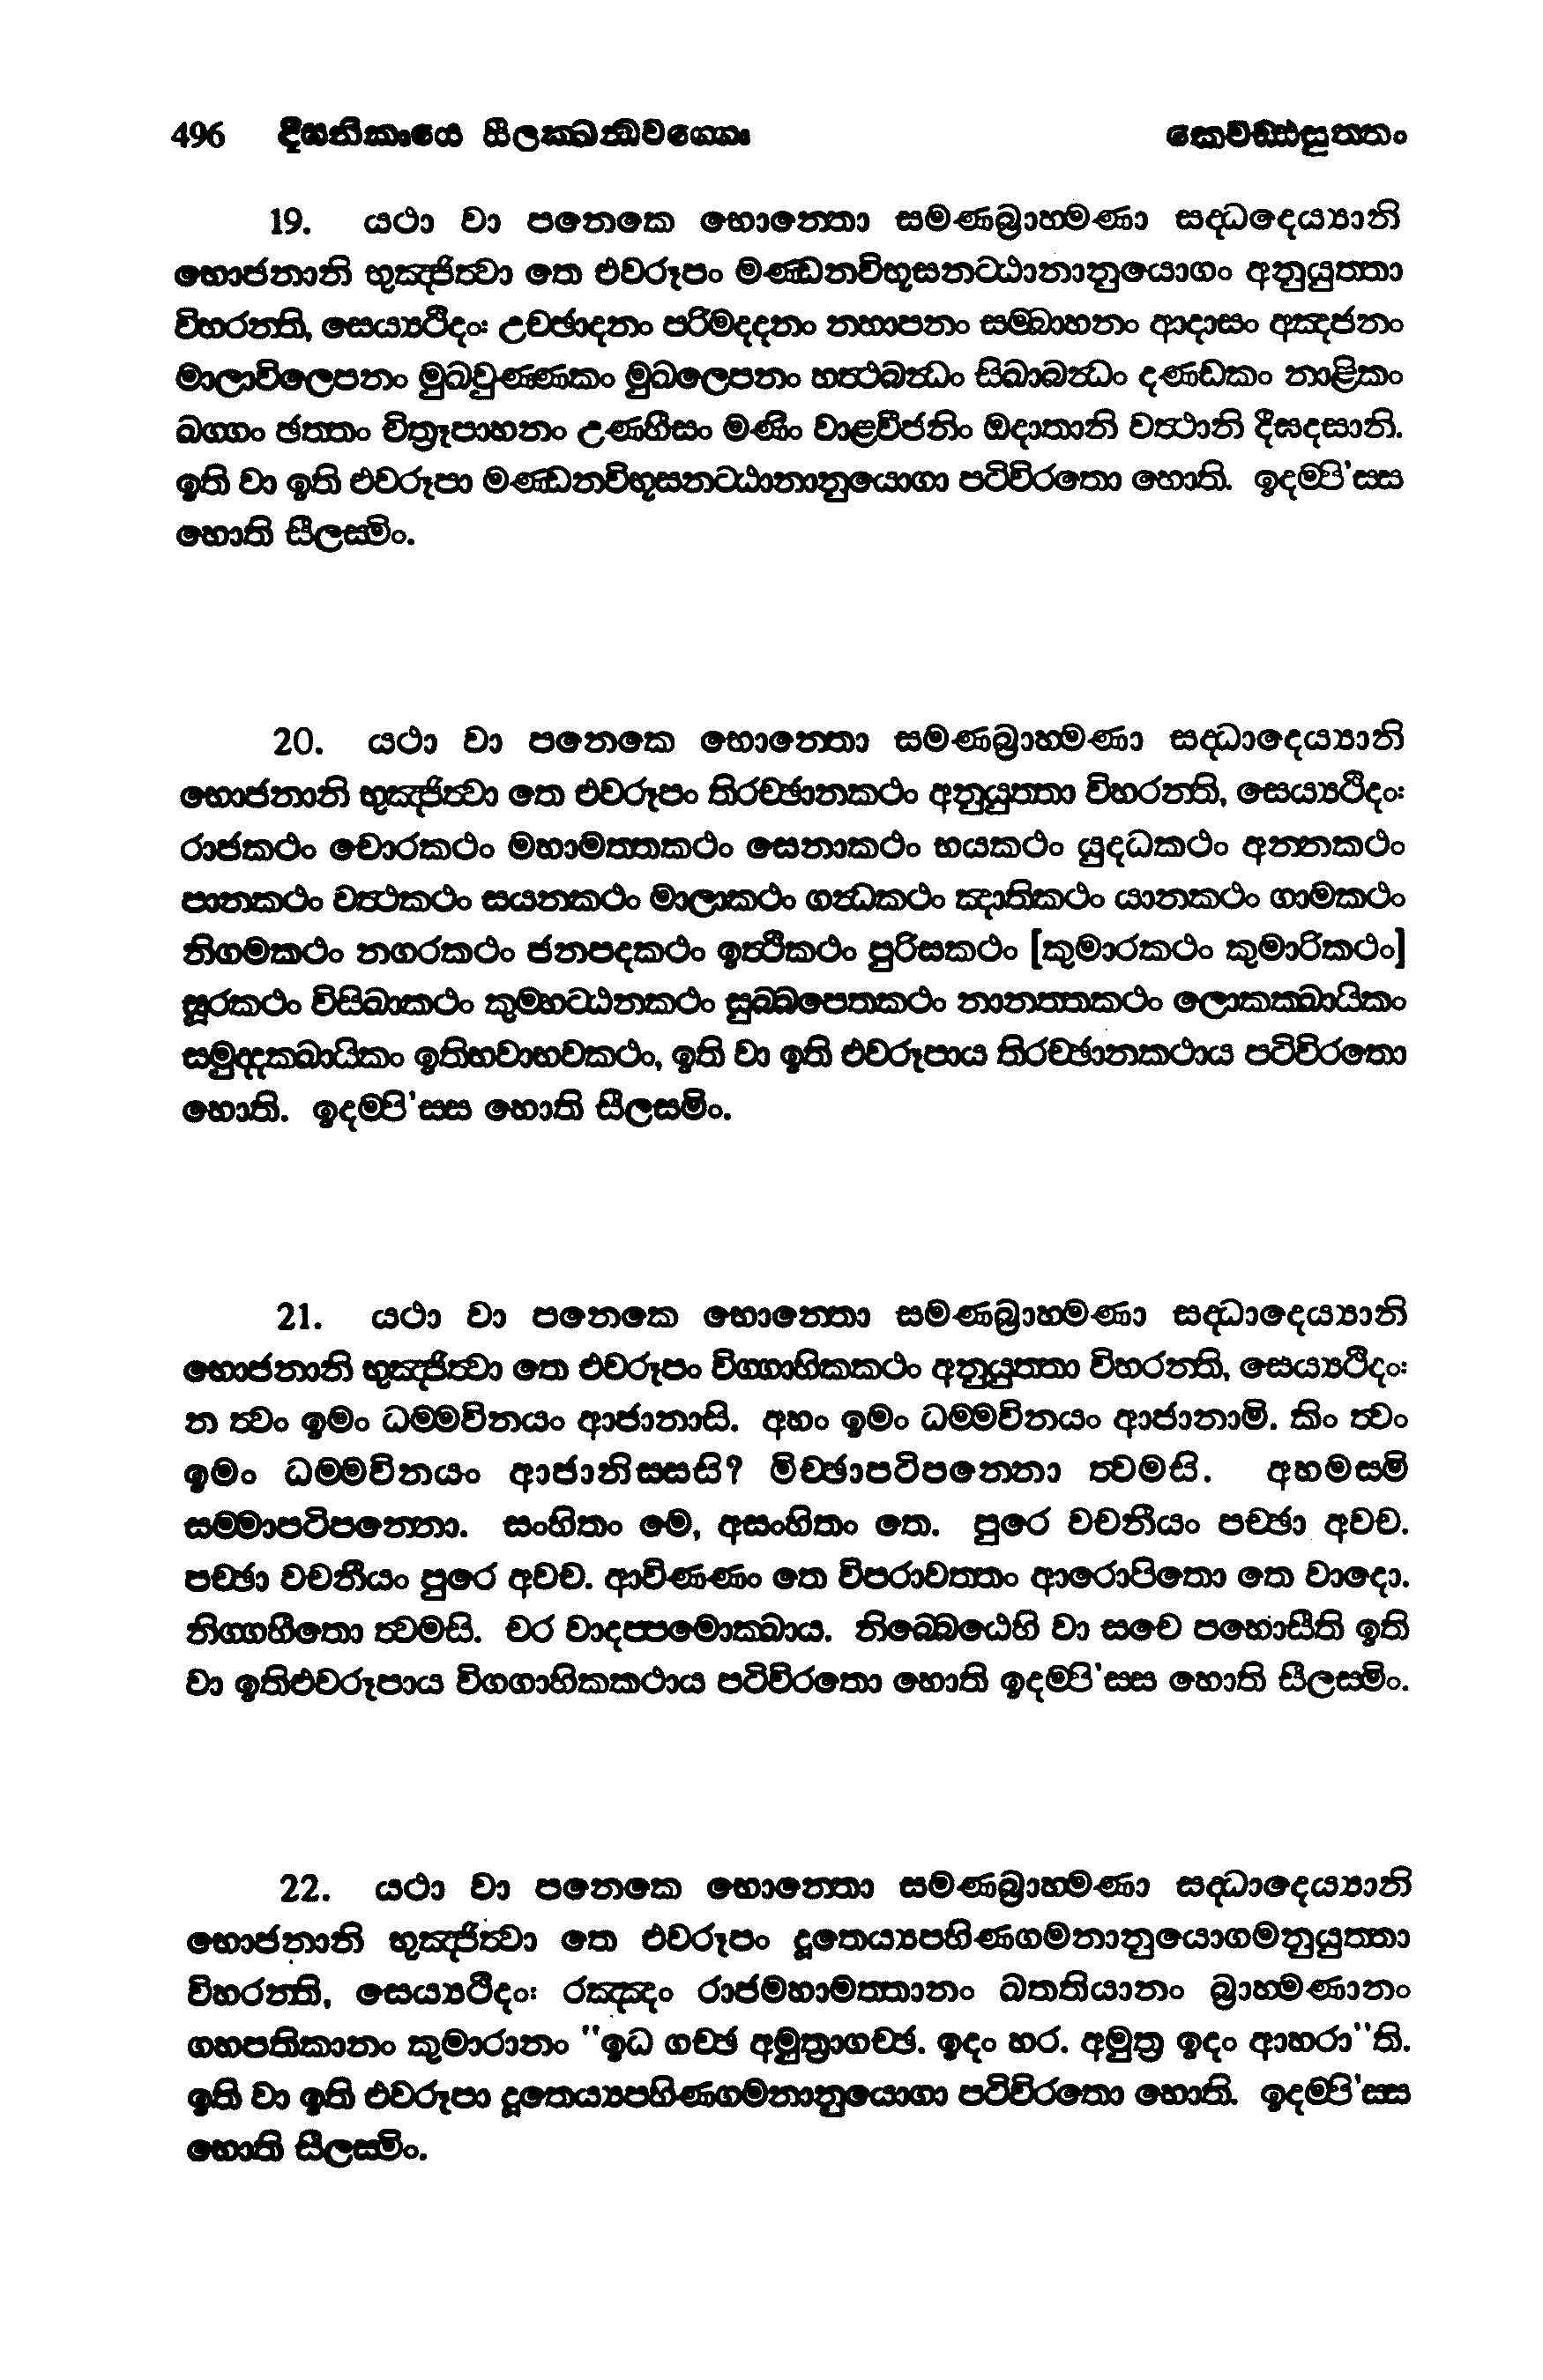 496 දීඝනිකායෙ සීලක්ඛන්ධවග්ගො කෙවඩ්ඪසුත්තං
19. යථා වා පනෙකෙ භොන්තො සමණබ්‍රාහ්මණා සද්ධදෙය්‍යානි
භොජනානි භුඤ්ජිත්වා තෙ එවරූපං මණ්ඩනවිභූසනට්ඨානානුයොගං අනුයුත්තා
විහරන්ති, සෙය්‍යථීදං: උච්ඡාදනං පරිමද්දනං නහාපනං සම්බාහනං ආදාසං අඤ්ජනං
මාලාවිලෙපනං මුඛචුණ්ණකං මුඛලෙපනං හත්ථබන්ධං සිඛාබන්ධං දණ්ඩකං නාළිකං
ඛග්ගං ඡත්තං චිත්‍රූපාහනං උණ්හීසං මණිං වාළවීජනිං ඔදාතානි වත්ථානි දීඝදසානි.
ඉති වා ඉති එවරූපා මණ්ඩනවිභූසනට්ඨානානුයොගා පටිවිරතො හොති. ඉදම්පි'ස්ස
හොති සීලස්මිං.
20. යථා වා පනෙකෙ භොන්තො සමණබ්‍රාහ්මණා සද්ධාදෙය්‍යානි
භොජනානි භුඤ්ජිත්වා තෙ එවරූපං තිරච්ඡානකථං අනුයුත්තා විහරන්ති, සෙය්‍යථිදං:
රාජකථං චොරකථං මහාමත්තකථං සෙනාකථං භයකථං යුද්ධකථං අන්නකථං
පානකථං වත්ථකථං සයනකථං මාලාකථං ගන්ධකථං ඤාතිකථං යානකථං ගාමකථං
නිගමකථං නගරකථං ජනපදකථං ඉත්ථිකථං පුරිසකථං [කුමාරකථං කුමාරිකථං]
සූරකථං විසිඛාකථං කුම්භට්ඨානකථං පුබ්බපෙතකථං නානත්තකථං ලොකක්ඛායිකං
සමුද්දක්ඛායිකං ඉතිභවාභවකථං, ඉති වා ඉති එවරූපාය තිරච්ඡානකථාය පටිවිරතො
හොති. ඉදම්පි'ස්ස හොති සීලස්මිං.
21. යථා වා පනෙකෙ භොන්තො සමණබ්‍රාහ්මණා සද්ධාදෙය්‍යානි
භොජනානි භුඤ්ජිත්වා තෙ එවරූපං විග්ගාහිකකථං අනුයුත්තා විහරන්ති, සෙය්‍යථිදං:
න ත්වං ඉමං ධම්මවිනයං ආජානාසි. අහං ඉමං ධම්මවිනයං ආජානාමි. කිං ත්වං
ඉමං ධම්මවිනයං ආජානිස්සසි? මිච්ඡාපටිපන්නො ත්වමසි. අහමස්මි
සම්මාපටිපන්නො. සංහිතං මෙ, අසංහිතං තෙ. පුරෙ වචනීයං පච්ඡා අවච.
පච්ඡා වචනීයං පුරෙ අවච. ආචිණ්ණං තෙ විපරාවත්තං ආරොපිතො තෙ වාදො.
නිග්ගහීතො ත්වමසි. චර වාදප්පමොක්ඛාය. නිබ්බෙඨෙහි වා සචෙ පහොසීති ඉති
වා ඉතිඑවරූපාය විග්ගාහිකකථාය පටිවිරතො හොති ඉදම්පි'ස්ස හොති සීලස්මිං.
22. යථා වා පනෙකෙ භොන්තො සමණබ්‍රාහ්මණා සද්ධාදෙය්‍යානි
භොජනානි භුඤ්ජිත්වා තෙ එවරූපං දූතෙය්‍යපහිණගමනානුයොගමනුයුත්තා
විහරන්ති, සෙය්‍යථීදං: රඤ්ඤං රාජමහාමත්තානං ඛත්තියානං බ්‍රාහ්මණානං
ගහපතිකානං කුමාරානං "ඉධ ගච්ඡ අමුත්‍රාගච්ඡ. ඉදං හර. අමුත්‍ර ඉදං ආහරා"ති.
ඉති වා ඉති එවරූපා දූතෙය්‍යපහිණගමනානුයොගා පටිවිරතො හොති. ඉදම්පි'ස්ස
හොති සීලස්මිං.